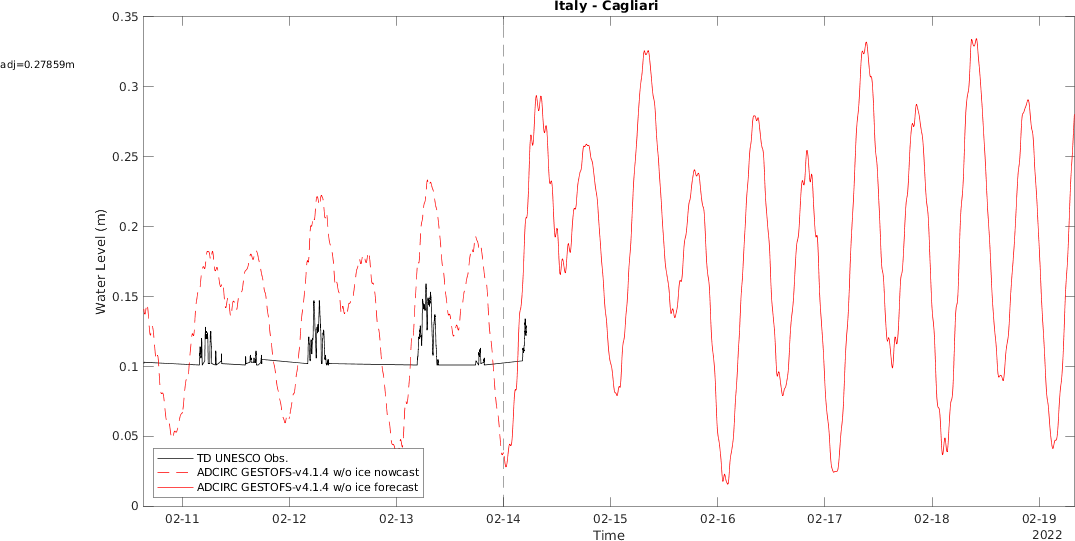 Italy - Cagliari
adj=0.27859m
Water Level (m)
0.35
0.3
0.25
0.2
0.15
0.1
0.05
0
TD UNESCO Obs.
ADCIRC GESTOFS-v4.1.4 w/o ice nowcast
ADCIRC GESTOFS-v4.1.4 w/o ice forecast
02-11 02-12 02-13 02-14 02-15 02-16 02-17 02-18 02-19
Time
2022